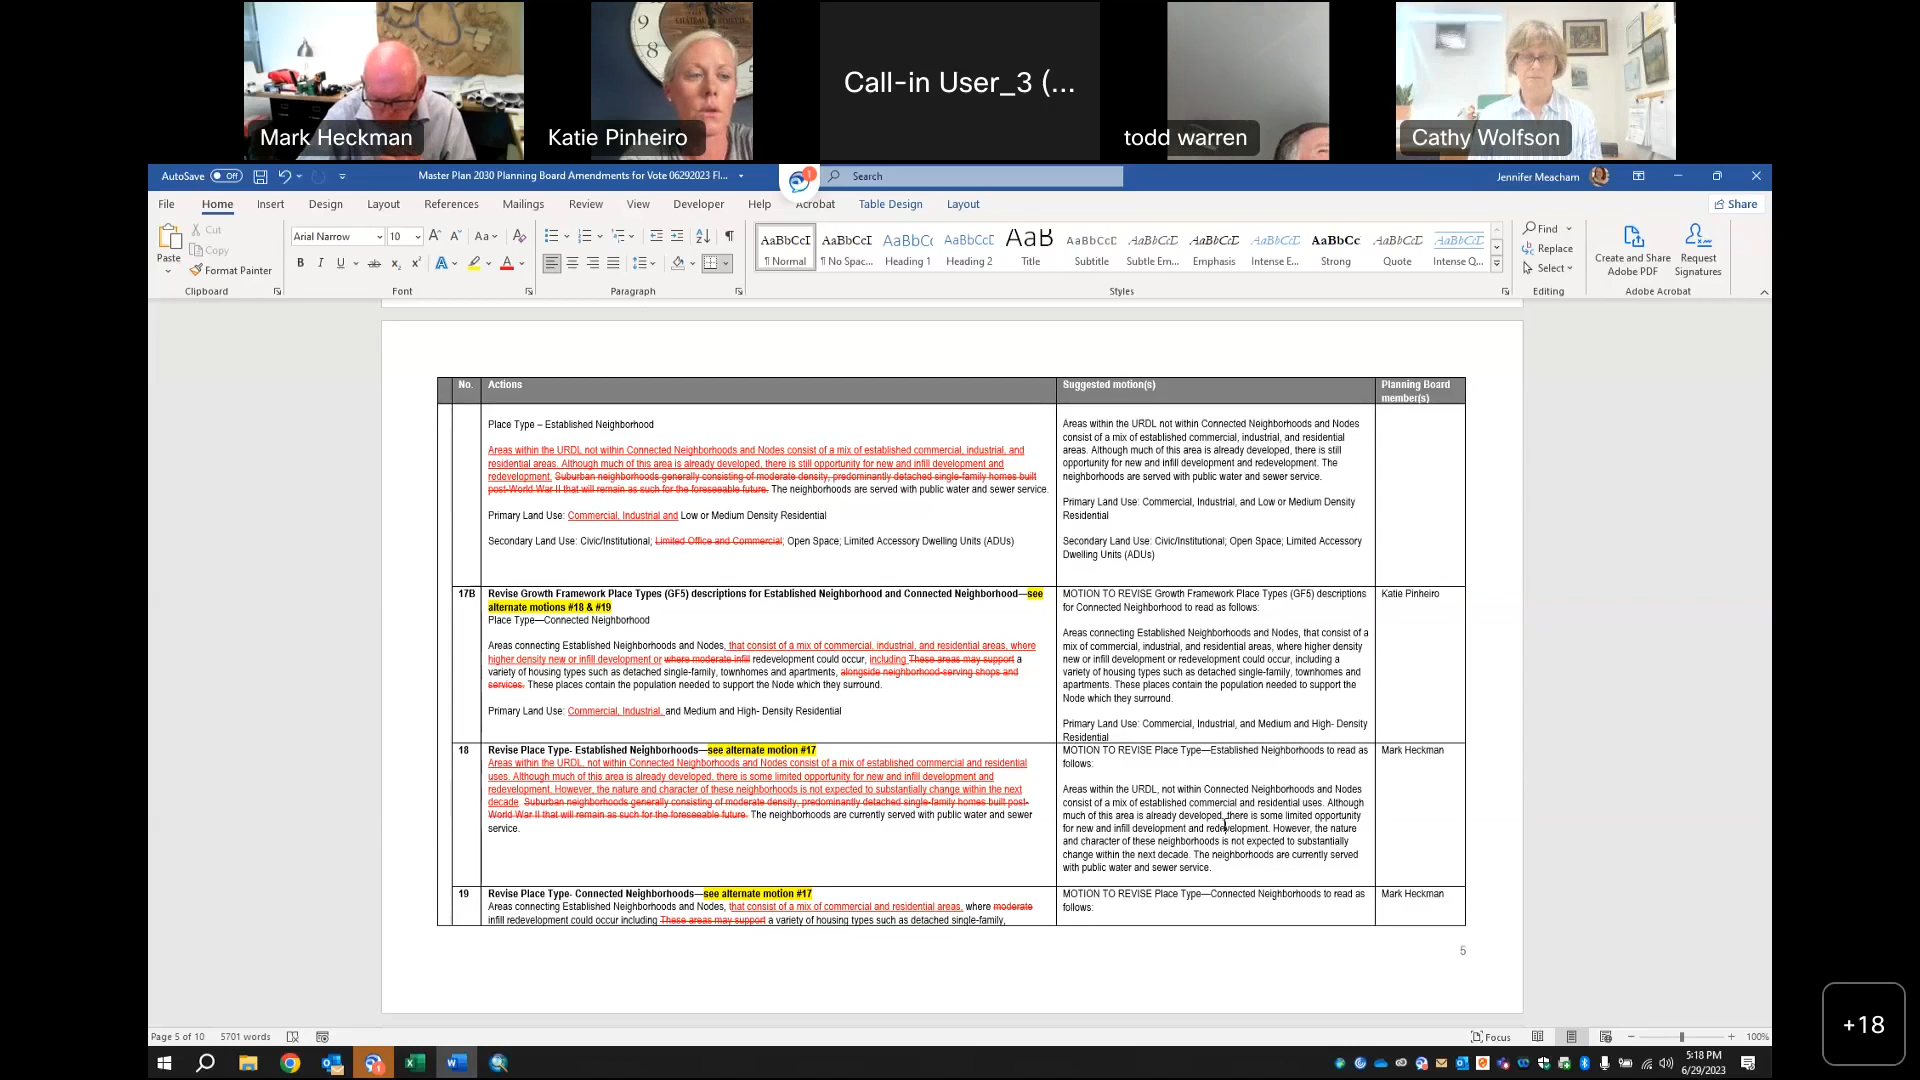 Mark Heckman
Katie Pinheiro
Call-in User_3 (...
todd warren
Cathy Wolfson
AutoSave Off
Master Plan 2030 Planning Board Amendments for Vote 06292023 Fl...
1
Search
Jennifer Meacham
File Home Insert Design Layout References Mailings Review View Developer Help Acrobat Table Design Layout
Share
Paste
Cut
Copy
Format Painter
Clipboard
Arial Narrow 10
Font
Paragraph
AaBbCcI AaBbCcI AaBbCc AaBbCcC AaB AaBbCcC AaBbCcC AaBbCcC AaBbCcC AaBbCc AaBbCcC AaBbCcC
¶ Normal ¶ No Spac... Heading 1 Heading 2 Title Subtitle Subtle Em... Emphasis Intense E... Strong Quote Intense Q...
Styles
Find
Replace
Select
Editing
Create and Share
Adobe PDF
Request
Signatures
Adobe Acrobat
No. Actions Suggested motion(s) Planning Board
member(s)
Place Type – Established Neighborhood
Areas within the URDL not within Connected Neighborhoods and Nodes consist of a mix of established commercial, industrial, and
residential areas. Although much of this area is already developed, there is still opportunity for new and infill development and
redevelopment. Suburban neighborhoods generally consisting of moderate density, predominantly detached single-family homes built
post-World War II that will remain as such for the foreseeable future. The neighborhoods are served with public water and sewer service.
Primary Land Use: Commercial, Industrial and Low or Medium Density Residential
Secondary Land Use: Civic/Institutional; Limited Office and Commercial; Open Space; Limited Accessory Dwelling Units (ADUs)
Areas within the URDL not within Connected Neighborhoods and Nodes
consist of a mix of established commercial, industrial, and residential
areas. Although much of this area is already developed, there is still
opportunity for new and infill development and redevelopment. The
neighborhoods are served with public water and sewer service.
Primary Land Use: Commercial, Industrial, and Low or Medium Density
Residential
Secondary Land Use: Civic/Institutional; Open Space; Limited Accessory
Dwelling Units (ADUs)
17B Revise Growth Framework Place Types (GF5) descriptions for Established Neighborhood and Connected Neighborhood—see
alternate motions #18 & #19
Place Type—Connected Neighborhood
Areas connecting Established Neighborhoods and Nodes, that consist of a mix of commercial, industrial, and residential areas, where
higher density new or infill development or where moderate infill redevelopment could occur, including These areas may support a
variety of housing types such as detached single-family, townhomes and apartments, alongside neighborhood-serving shops and
services. These places contain the population needed to support the Node which they surround.
Primary Land Use: Commercial, Industrial, and Medium and High- Density Residential
MOTION TO REVISE Growth Framework Place Types (GF5) descriptions
for Connected Neighborhood to read as follows:
Areas connecting Established Neighborhoods and Nodes, that consist of a
mix of commercial, industrial, and residential areas, where higher density
new or infill development or redevelopment could occur, including a
variety of housing types such as detached single-family, townhomes and
apartments. These places contain the population needed to support the
Node which they surround.
Primary Land Use: Commercial, Industrial, and Medium and High- Density
Residential
Katie Pinheiro
18 Revise Place Type- Established Neighborhoods—see alternate motion #17
Areas within the URDL, not within Connected Neighborhoods and Nodes consist of a mix of established commercial and residential
uses. Although much of this area is already developed, there is some limited opportunity for new and infill development and
redevelopment. However, the nature and character of these neighborhoods is not expected to substantially change within the next
decade. Suburban neighborhoods generally consisting of moderate density, predominantly detached single-family homes built post-
World War II that will remain as such for the foreseeable future. The neighborhoods are currently served with public water and sewer
service.
MOTION TO REVISE Place Type—Established Neighborhoods to read as
follows:
Areas within the URDL, not within Connected Neighborhoods and Nodes
consist of a mix of established commercial and residential uses. Although
much of this area is already developed, there is some limited opportunity
for new and infill development and redevelopment. However, the nature
and character of these neighborhoods is not expected to substantially
change within the next decade. The neighborhoods are currently served
with public water and sewer service.
Mark Heckman
19 Revise Place Type- Connected Neighborhoods—see alternate motion #17
Areas connecting Established Neighborhoods and Nodes, that consist of a mix of commercial and residential areas, where moderate
infill redevelopment could occur including These areas may support a variety of housing types such as detached single-family,
MOTION TO REVISE Place Type—Connected Neighborhoods to read as
follows:
Mark Heckman
5
Page 5 of 10 5701 words
Focus
100%
5:18 PM
6/29/2023
+18